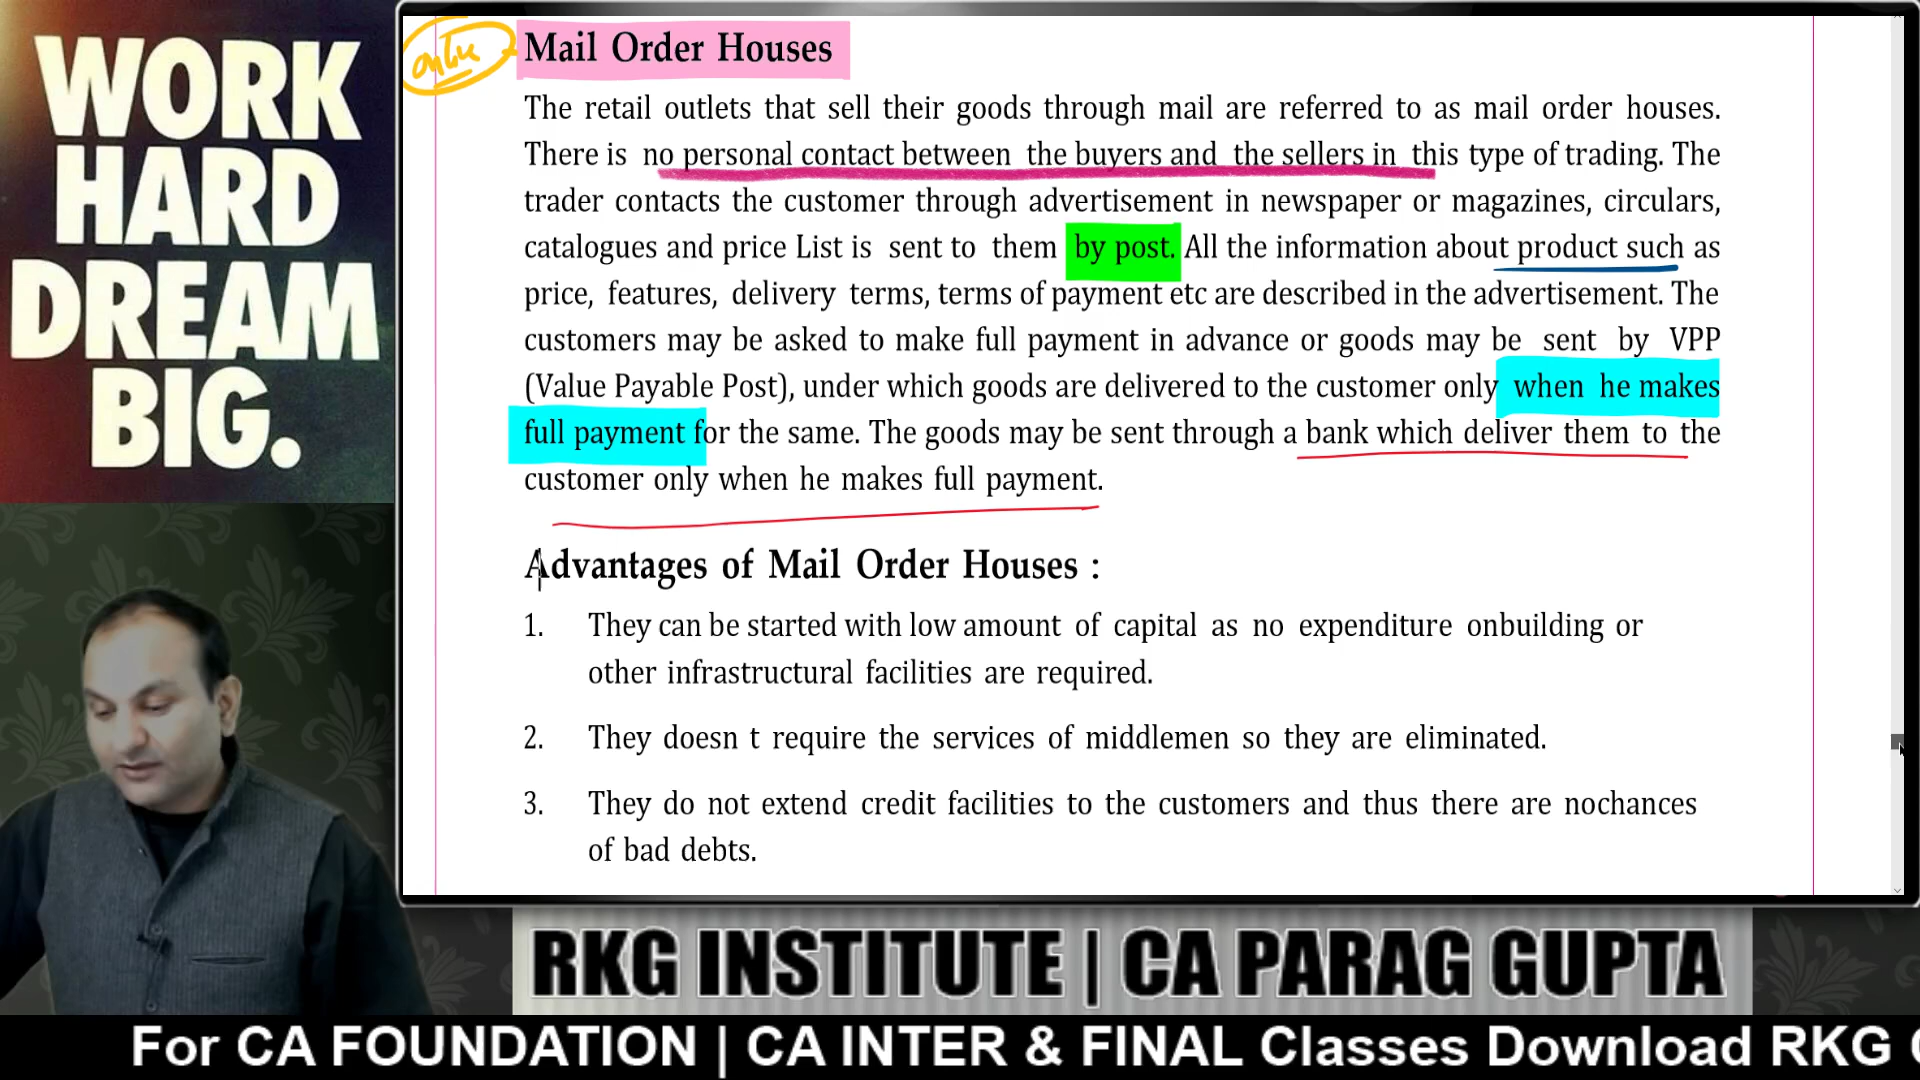 WORK
HARD
DREAM
BIG.
Mail Order Houses
The retail outlets that sell their goods through mail are referred to as mail order houses.
There is no personal contact between the buyers and the sellers in this type of trading. The
trader contacts the customer through advertisement in newspaper or magazines, circulars,
catalogues and price List is sent to them by post. All the information about product such as
price, features, delivery terms, terms of payment etc are described in the advertisement. The
customers may be asked to make full payment in advance or goods may be sent by VPP
(Value Payable Post), under which goods are delivered to the customer only when he makes
full payment for the same. The goods may be sent through a bank which deliver them to the
customer only when he makes full payment.
Advantages of Mail Order Houses :
1. They can be started with low amount of capital as no expenditure onbuilding or
other infrastructural facilities are required.
2. They doesn t require the services of middlemen so they are eliminated.
3. They do not extend credit facilities to the customers and thus there are nochances
of bad debts.
RKG INSTITUTE | CA PARAG GUPTA
For CA FOUNDATION | CA INTER & FINAL Classes Download RKG